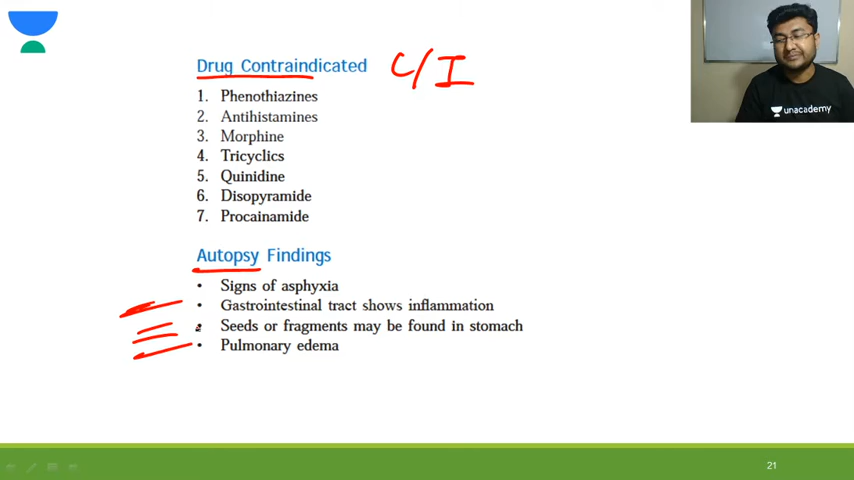 Drug Contraindicated C/I
1. Phenothiazines
2. Antihistamines
3. Morphine
4. Tricyclics
5. Quinidine
6. Disopyramide
7. Procainamide
Autopsy Findings
• Signs of asphyxia
• Gastrointestinal tract shows inflammation
• Seeds or fragments may be found in stomach
• Pulmonary edema
unacademy
21